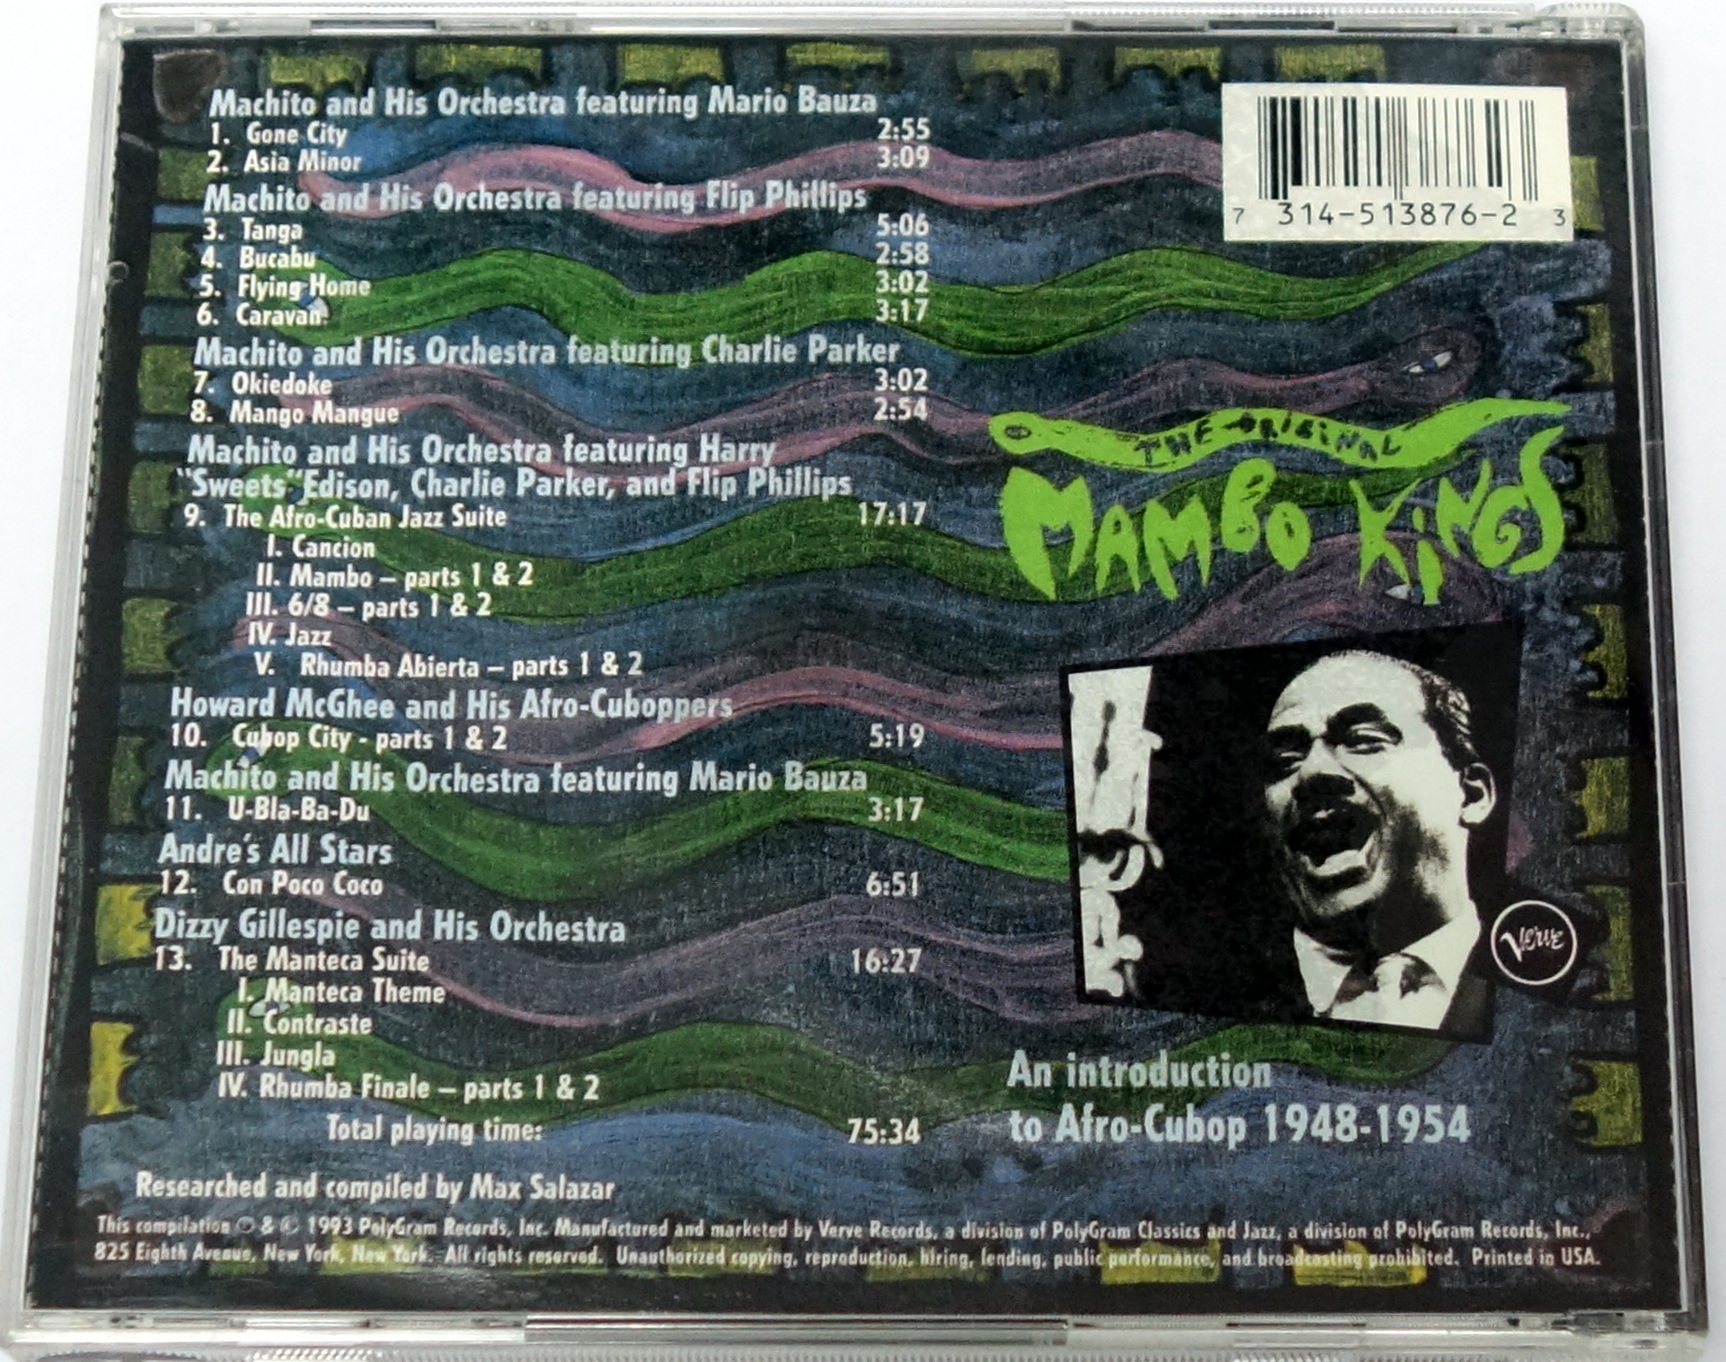 Machito and His Orchestra featuring Mario Bauza
1. Gone City 2:55
2. Asia Minor 3:09
Machito and His Orchestra featuring Flip Phillips
3. Tanga 5:06
4. Bucabu 2:58
5. Flying Home 3:02
6. Caravan 3:17
Machito and His Orchestra featuring Charlie Parker
7. Okiedoke 3:02
8. Mango Mangue 2:54
Machito and His Orchestra featuring Harry
"Sweets" Edison, Charlie Parker, and Flip Phillips
9. The Afro-Cuban Jazz Suite 17:17
I. Cancion
II. Mambo – parts 1 & 2
III. 6/8 – parts 1 & 2
IV. Jazz
V. Rhumba Abierta – parts 1 & 2
Howard McGhee and His Afro-Cuboppers
10. Cubop City - parts 1 & 2 5:19
Machito and His Orchestra featuring Mario Bauza
11. U-Bla-Ba-Du 3:17
Andre's All Stars
12. Con Poco Coco 6:51
Dizzy Gillespie and His Orchestra
13. The Manteca Suite 16:27
I. Manteca Theme
II. Contraste
III. Jungla
IV. Rhumba Finale – parts 1 & 2
Total playing time: 75:34
7 314-513876-2 3
THE ORIGINAL
MAMBO KINGS
Verve
An introduction
to Afro-Cubop 1948-1954
Researched and compiled by Max Salazar
This compilation ℗ & © 1993 PolyGram Records, Inc. Manufactured and marketed by Verve Records, a division of PolyGram Classics and Jazz, a division of PolyGram Records, Inc.,
825 Eighth Avenue, New York, New York. All rights reserved. Unauthorized copying, reproduction, hiring, lending, public performance, and broadcasting prohibited. Printed in USA.